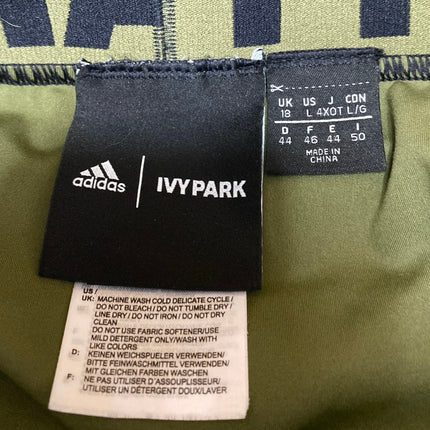 adidas | IVY PARK
UK US J CON
18 L 4XOT L/G
D F E I
44 46 44 50
MADE IN
CHINA
US /
UK: MACHINE WASH COLD DELICATE CYCLE /
DO NOT BLEACH / DO NOT TUMBLE DRY /
LINE DRY / DO NOT IRON / DO NOT DRY
CLEAN
DO NOT USE FABRIC SOFTENER/USE
MILD DETERGENT ONLY/WASH WITH
LIKE COLORS
D: KEINEN WEICHSPUELER VERWENDEN/
BITTE FEINWASCHMITTEL VERWENDEN/
MIT GLEICHEN FARBEN WASCHEN
F: NE PAS UTILISER D'ASSOUPLISSEUR/
UTILISER UN DÉTERGENT DOUX/LAVER